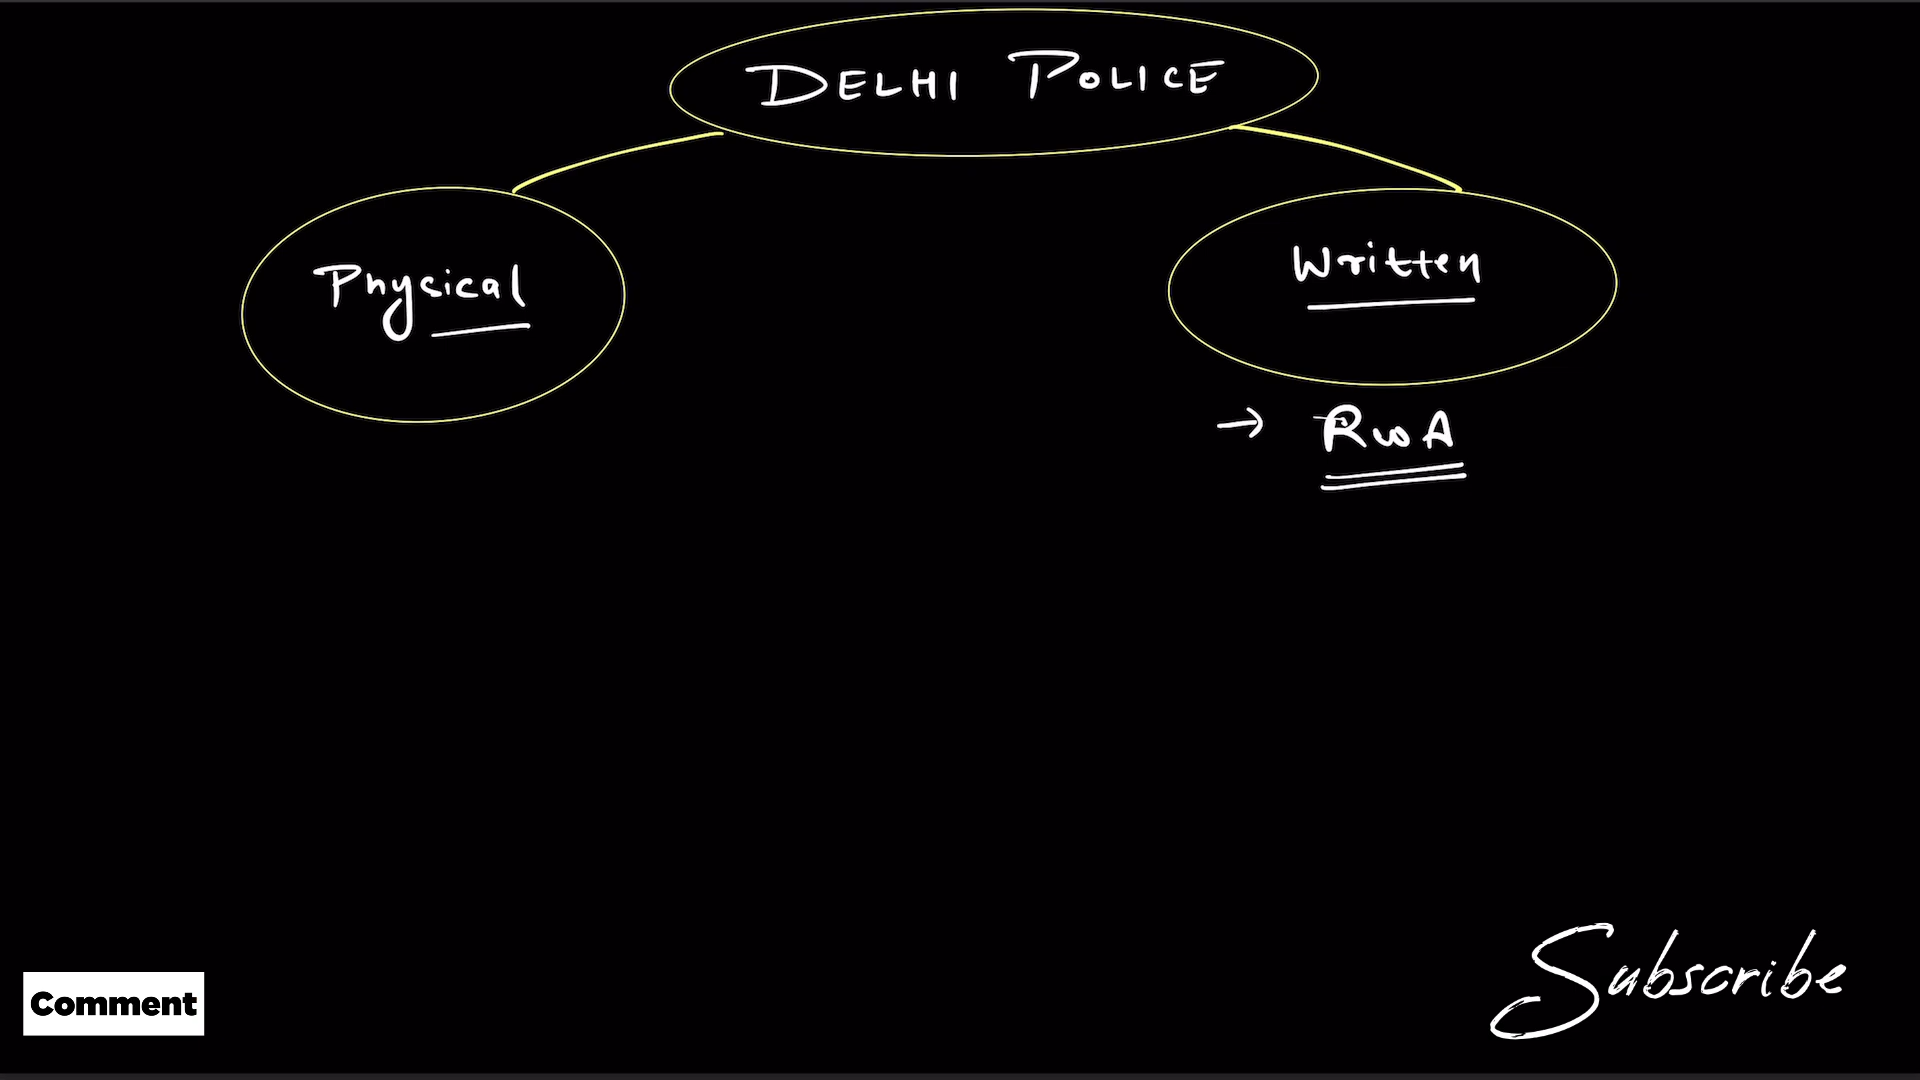 DELHI POLICE
Physical
Written
→ RWA
Comment
Subscribe